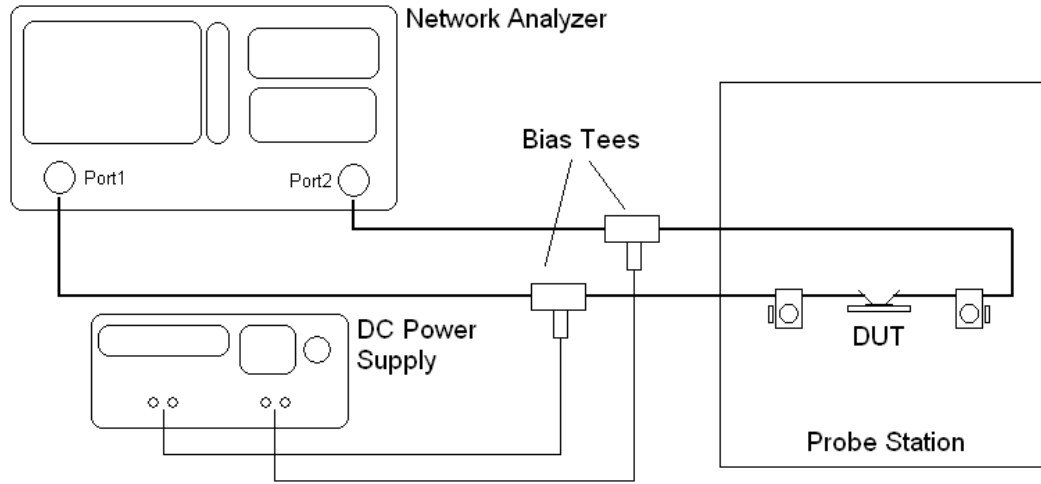 Network Analyzer
Port1
Port2
Bias Tees
DC Power
Supply
DUT
Probe Station